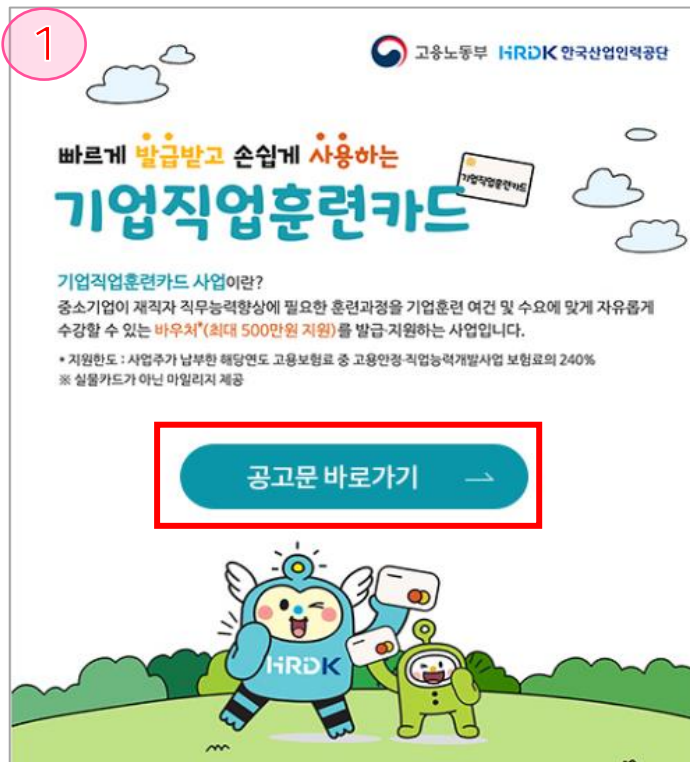 1
고용노동부 HRDK 한국산업인력공단
빠르게 발급받고 손쉽게 사용하는
기업직업훈련카드
기업직업훈련카드
기업직업훈련카드 사업이란?
중소기업이 재직자 직무능력향상에 필요한 훈련과정을 기업훈련 여건 및 수요에 맞게 자유롭게
수강할 수 있는 바우처*(최대 500만원 지원)를 발급·지원하는 사업입니다.
* 지원한도 : 사업주가 납부한 해당연도 고용보험료 중 고용안정·직업능력개발사업 보험료의 240%
※ 실물카드가 아닌 마일리지 제공
공고문 바로가기 →
HRDK